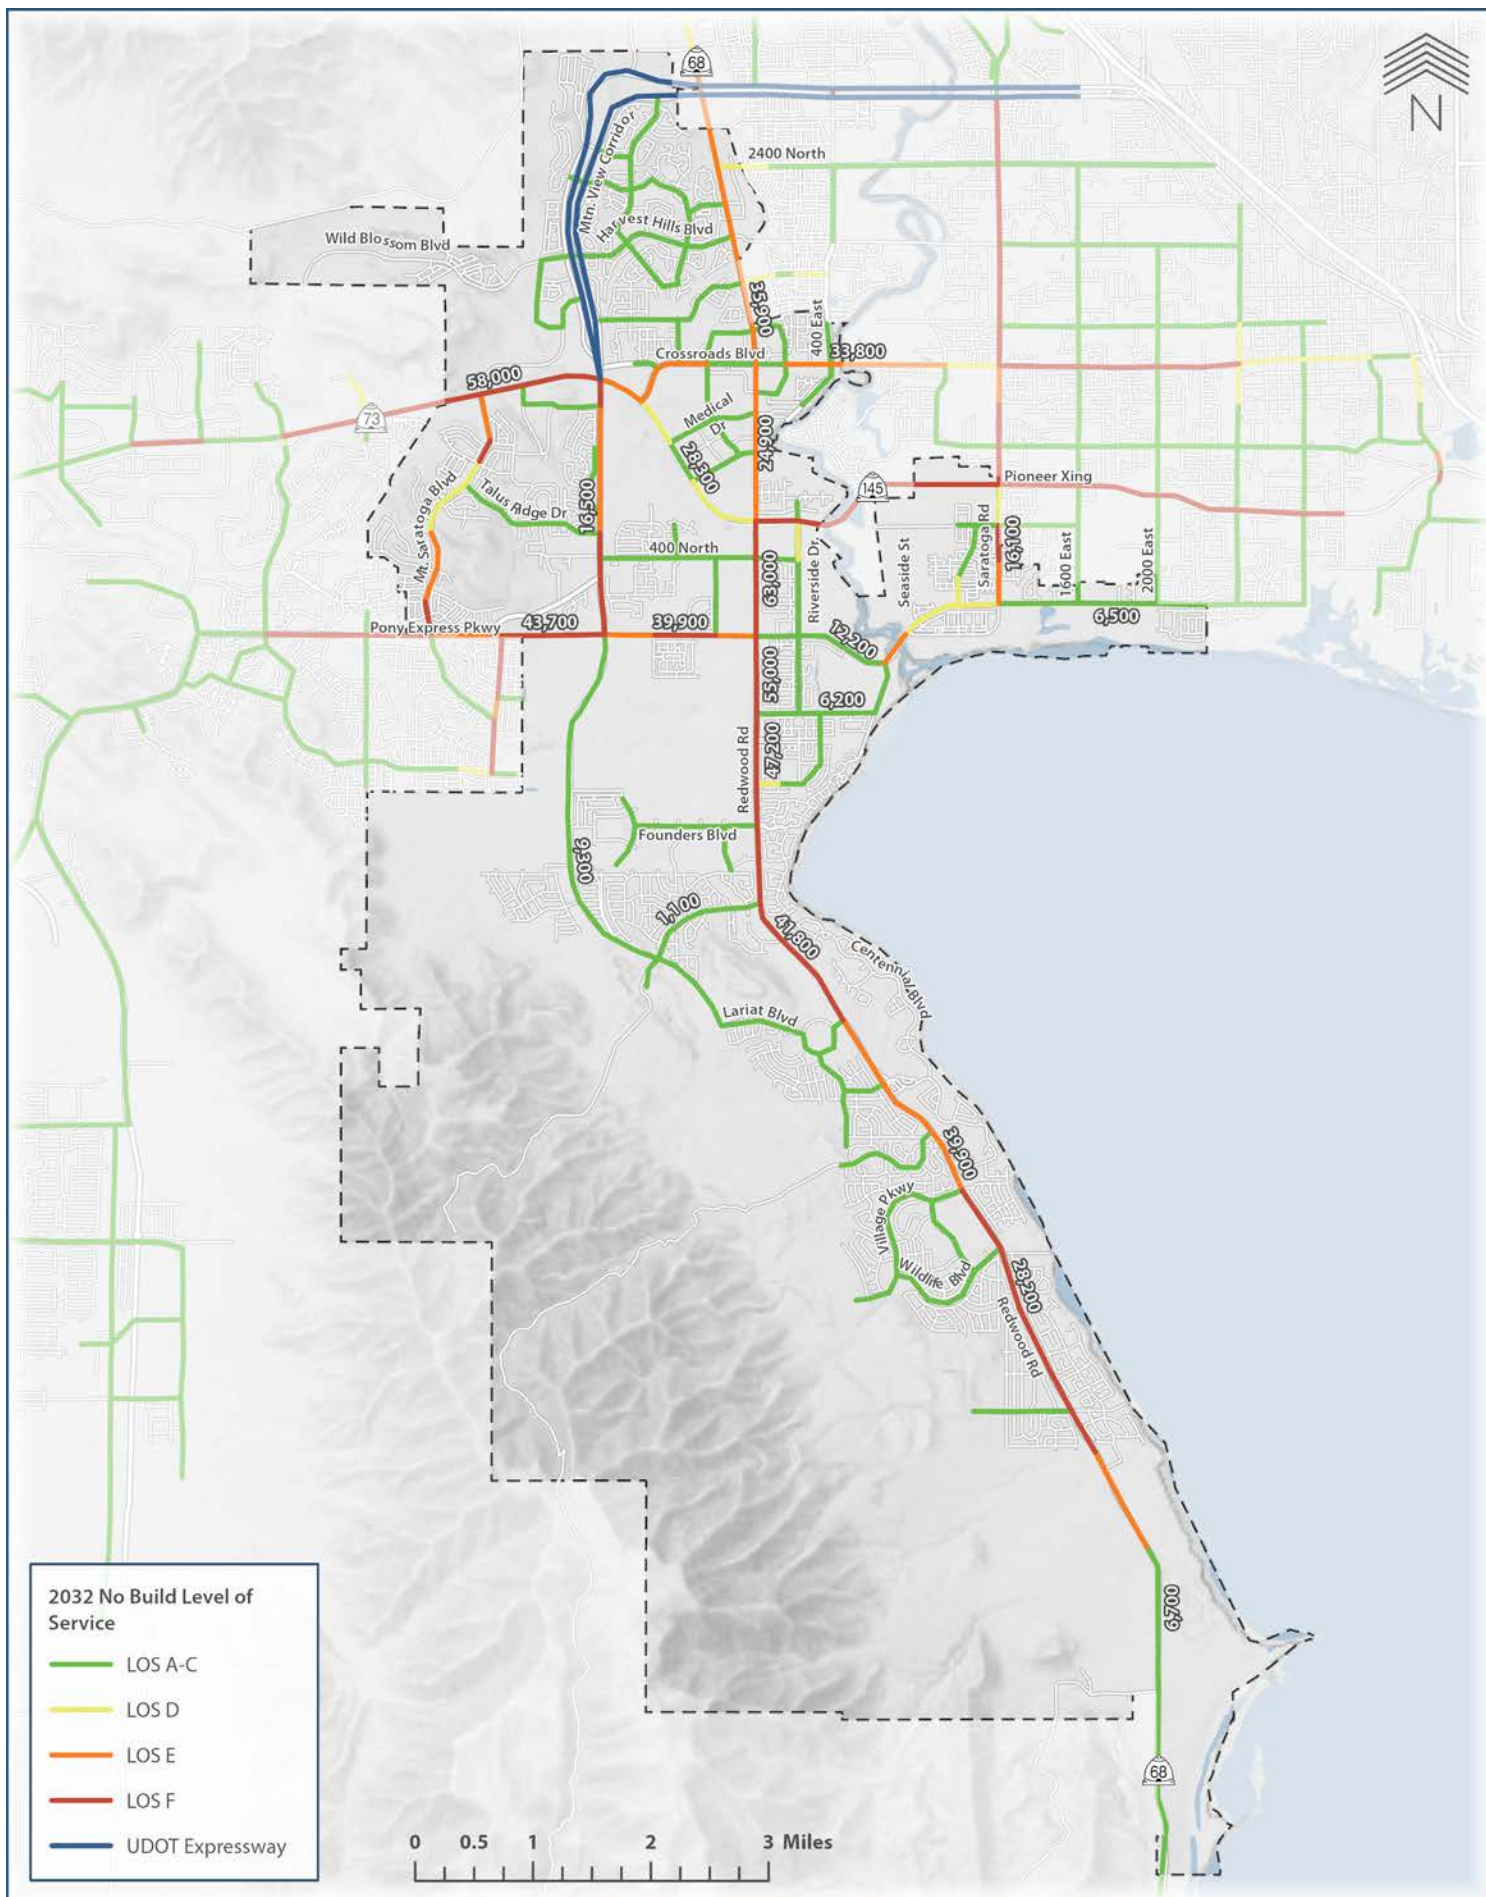 68
N
2400 North
Mtn. View Corridor
Harvest Hills Blvd
Wild Blossom Blvd
35,900
400 East
33,800
Crossroads Blvd
58,000
73
Medical
Dr
24,900
28,300
145
Pioneer Xing
Mt. Saratoga Blvd
Talus Ridge Dr
16,500
400 North
63,000
Riverside Dr.
Seaside St
Saratoga Rd
16,100
1600 East
2000 East
6,500
Pony Express Pkwy
43,700
39,900
12,200
55,000
6,200
Redwood Rd
47,200
Founders Blvd
9,300
1,100
41,800
Centennial Blvd
Lariat Blvd
39,900
Village Pkwy
Wildlife Blvd
28,200
Redwood Rd
6,700
68
2032 No Build Level of
Service
LOS A-C
LOS D
LOS E
LOS F
UDOT Expressway
0 0.5 1 2 3 Miles